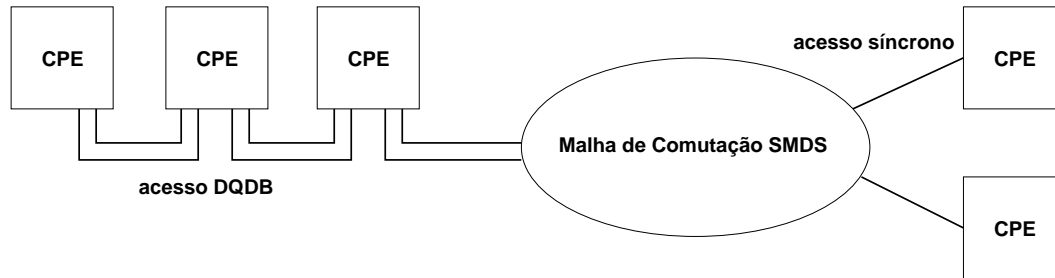 CPE
CPE
CPE
acesso síncrono
CPE
Malha de Comutação SMDS
acesso DQDB
CPE